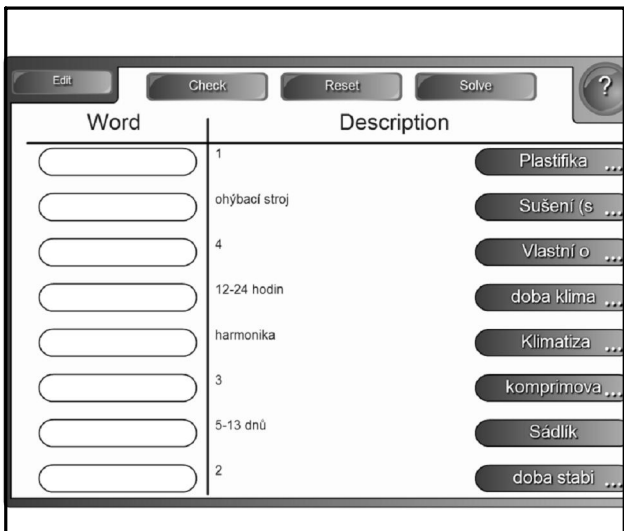 Edit Check Reset Solve ?
Word Description
1 Plastifika ...
ohýbací stroj Sušení (s ...
4 Vlastní o ...
12-24 hodin doba klima ...
harmonika Klimatiza ...
3 komprimova ...
5-13 dnů Sádlík
2 doba stabi ...